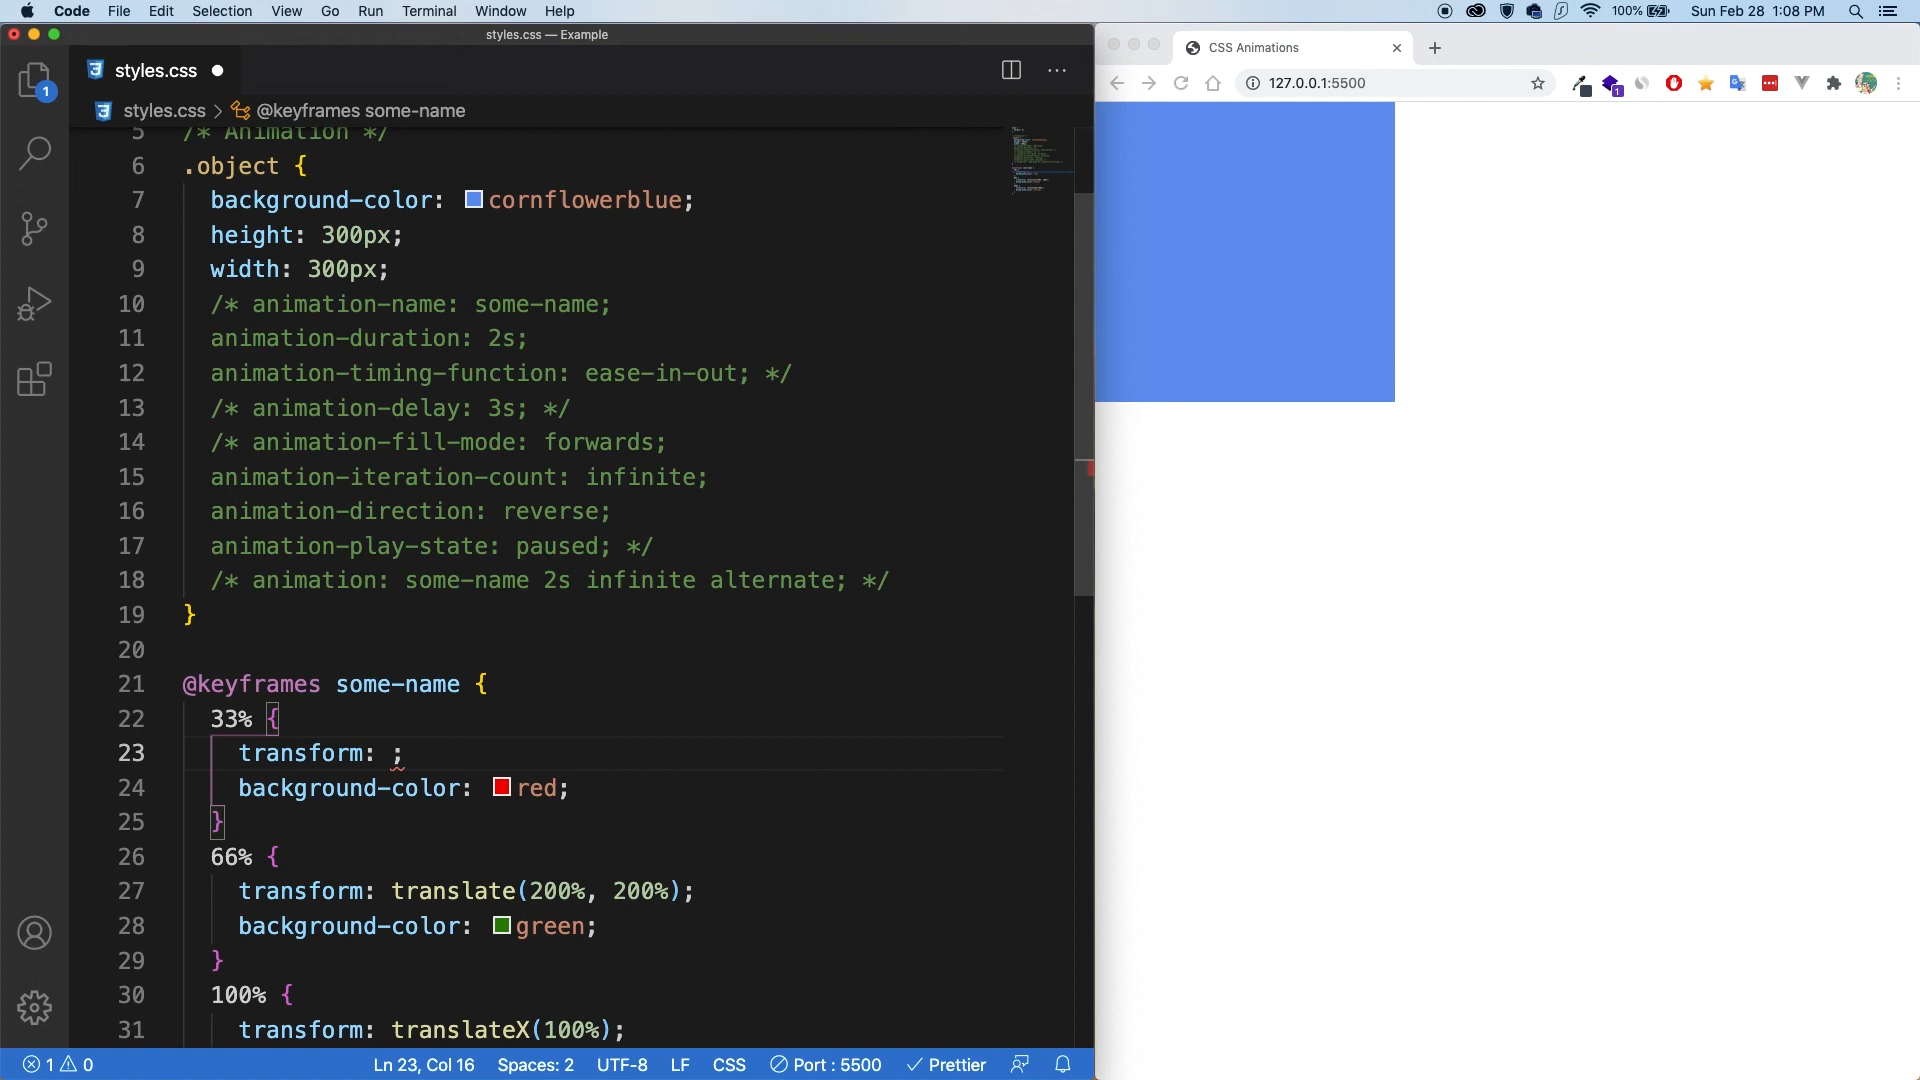 Code File Edit Selection View Go Run Terminal Window Help
100% Sun Feb 28 1:08 PM
styles.css — Example
styles.css
styles.css > @keyframes some-name
1
5 /* Animation */
6 .object {
7 background-color: cornflowerblue;
8 height: 300px;
9 width: 300px;
10 /* animation-name: some-name;
11 animation-duration: 2s;
12 animation-timing-function: ease-in-out; */
13 /* animation-delay: 3s; */
14 /* animation-fill-mode: forwards;
15 animation-iteration-count: infinite;
16 animation-direction: reverse;
17 animation-play-state: paused; */
18 /* animation: some-name 2s infinite alternate; */
19 }
20
21 @keyframes some-name {
22 33% {
23 transform: ;
24 background-color: red;
25 }
26 66% {
27 transform: translate(200%, 200%);
28 background-color: green;
29 }
30 100% {
31 transform: translateX(100%);
1 0 Ln 23, Col 16 Spaces: 2 UTF-8 LF CSS Port : 5500 Prettier
CSS Animations
127.0.0.1:5500
1